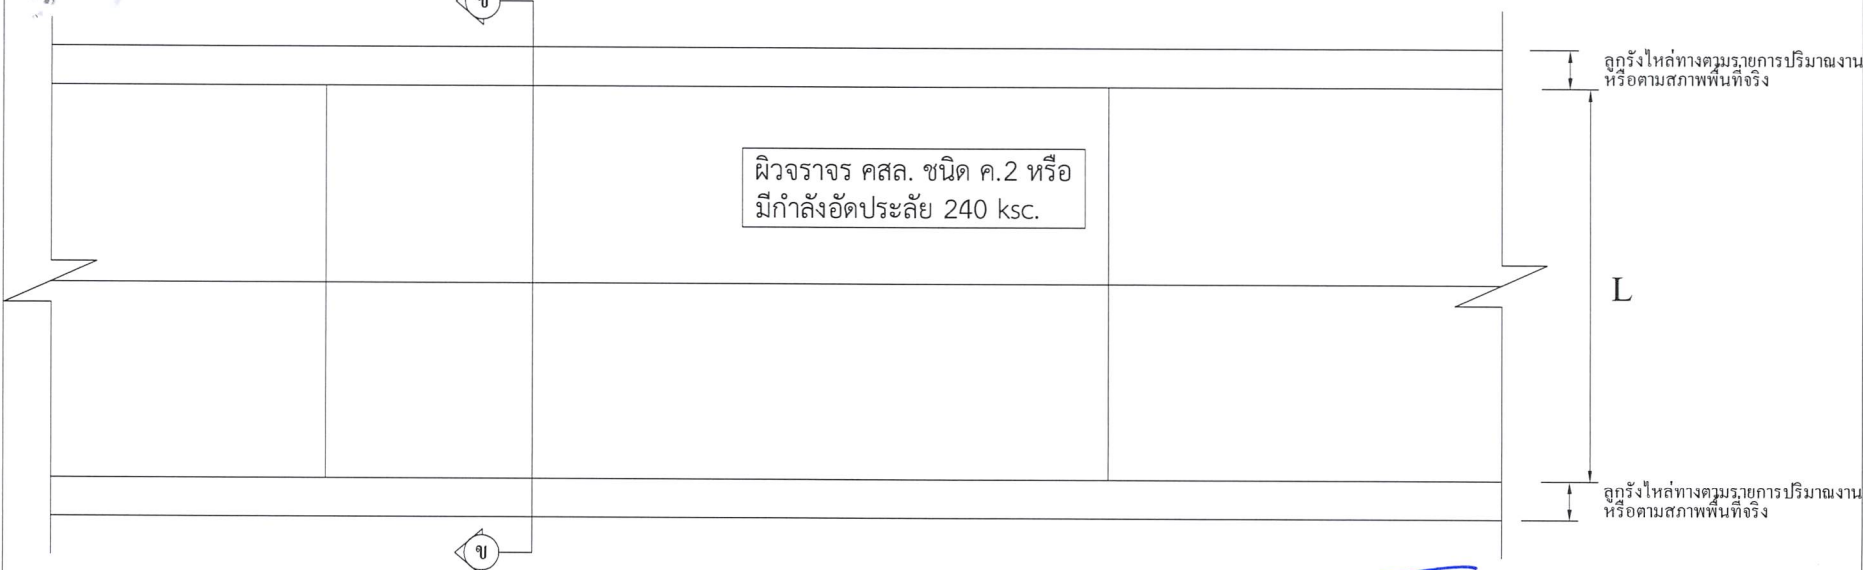 ข
ลูกรังไหล่ทางตามรายการปริมาณงาน
หรือตามสภาพพื้นที่จริง
ผิวจราจร คสล. ชนิด ค.2 หรือ
มีกำลังอัดประลัย 240 ksc.
L
ลูกรังไหล่ทางตามรายการปริมาณงาน
หรือตามสภาพพื้นที่จริง
ข